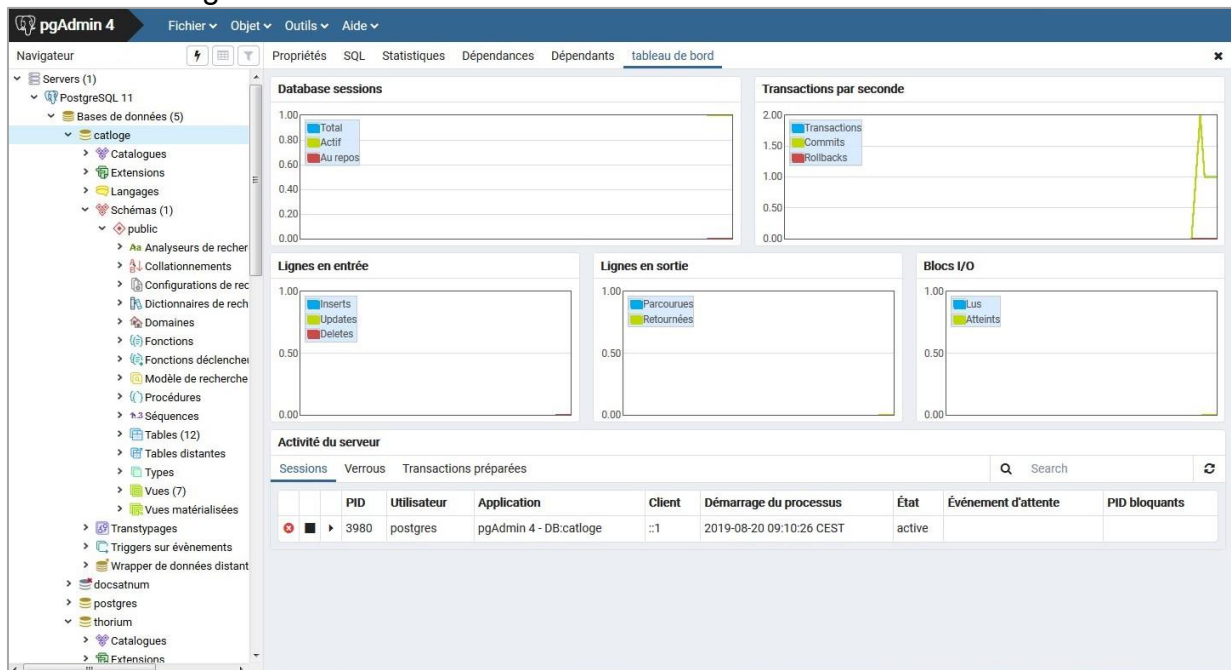 pgAdmin 4 Fichier Objet Outils Aide
Navigateur
Propriétés SQL Statistiques Dépendances Dépendants tableau de bord
Servers (1)
PostgreSQL 11
Bases de données (5)
catloge
Catalogues
Extensions
Langages
Schémas (1)
public
Aa Analyseurs de recher
Collationnements
Configurations de rec
Dictionnaires de rech
Domaines
Fonctions
Fonctions déclencheu
Modèle de recherche
Procédures
1..3 Séquences
Tables (12)
Tables distantes
Types
Vues (7)
Vues matérialisées
Transtypages
Triggers sur évènements
Wrapper de données distant
docsatnum
postgres
thorium
Catalogues
Extensions
Database sessions
1.00
0.80
0.60
0.40
0.20
0.00
Total
Actif
Au repos
Transactions par seconde
2.00
1.50
1.00
0.50
0.00
Transactions
Commits
Rollbacks
Lignes en entrée
1.00
0.50
0.00
Inserts
Updates
Deletes
Lignes en sortie
1.00
0.50
0.00
Parcourues
Retournées
Blocs I/O
1.00
0.50
0.00
Lus
Atteints
Activité du serveur
Sessions Verrous Transactions préparées Search
PID Utilisateur Application Client Démarrage du processus État Événement d'attente PID bloquants
3980 postgres pgAdmin 4 - DB:catloge ::1 2019-08-20 09:10:26 CEST active